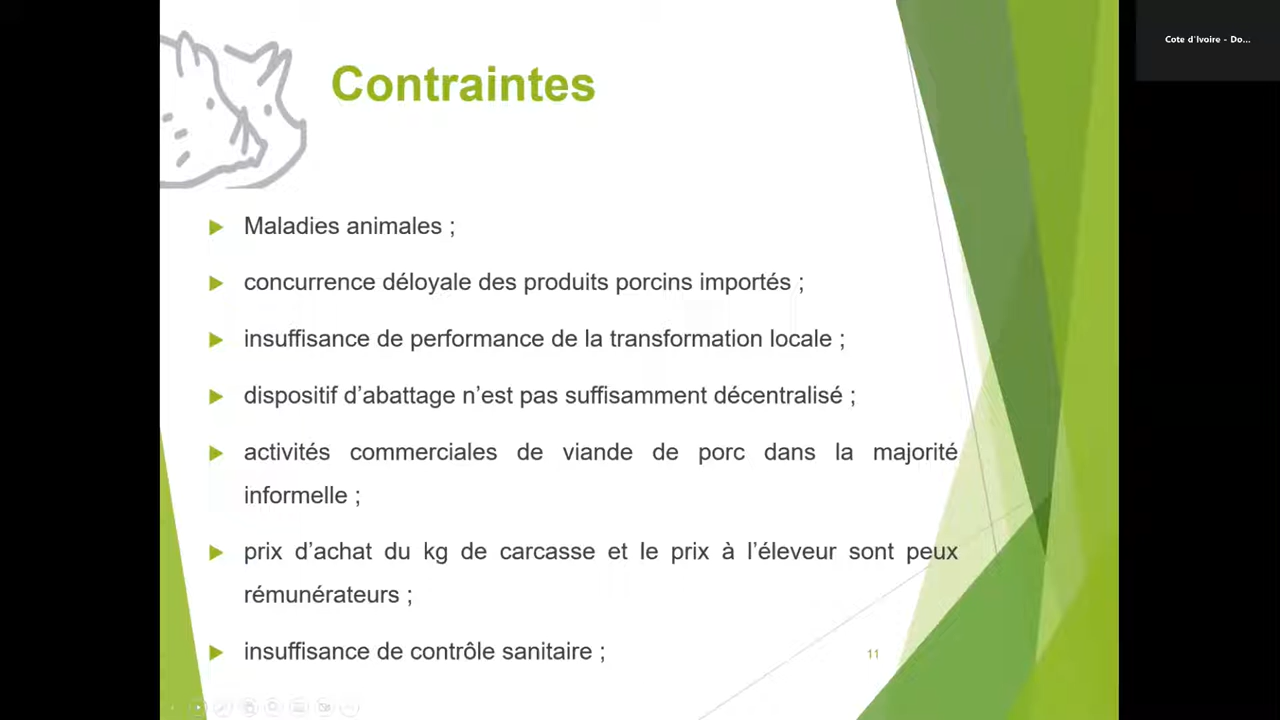 Cote d'Ivoire - Do...
Contraintes
Maladies animales ;
concurrence déloyale des produits porcins importés ;
insuffisance de performance de la transformation locale ;
dispositif d’abattage n’est pas suffisamment décentralisé ;
activités commerciales de viande de porc dans la majorité
informelle ;
prix d’achat du kg de carcasse et le prix à l’éleveur sont peux
rémunérateurs ;
insuffisance de contrôle sanitaire ;
11